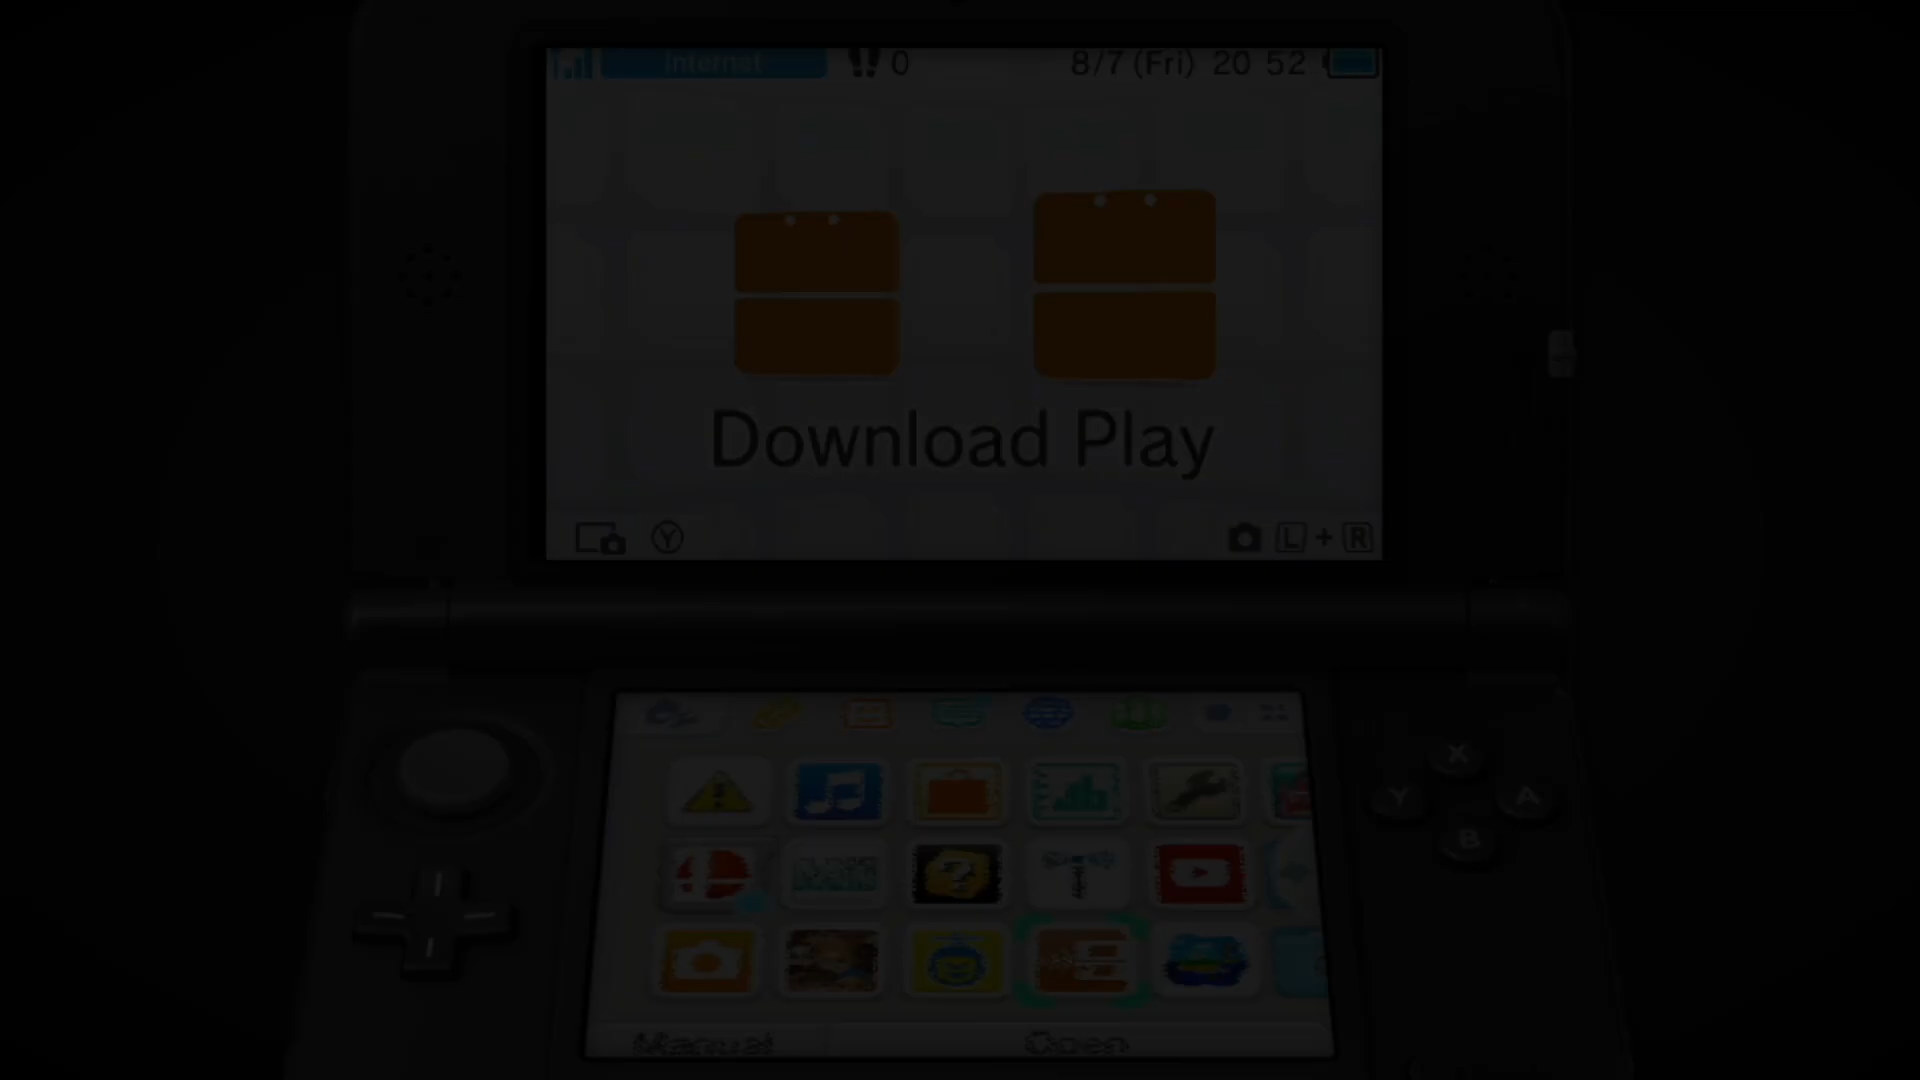 Internet 0 8/7 (Fri) 20 52
Download Play
Y L + R
X
Y A
B
?
Manual Open